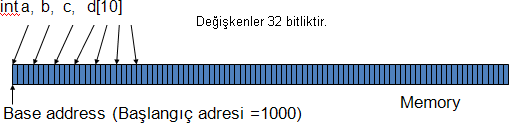 int a, b, c, d[10]
Değişkenler 32 bitliktir.
Memory
Base address (Başlangıç adresi =1000)